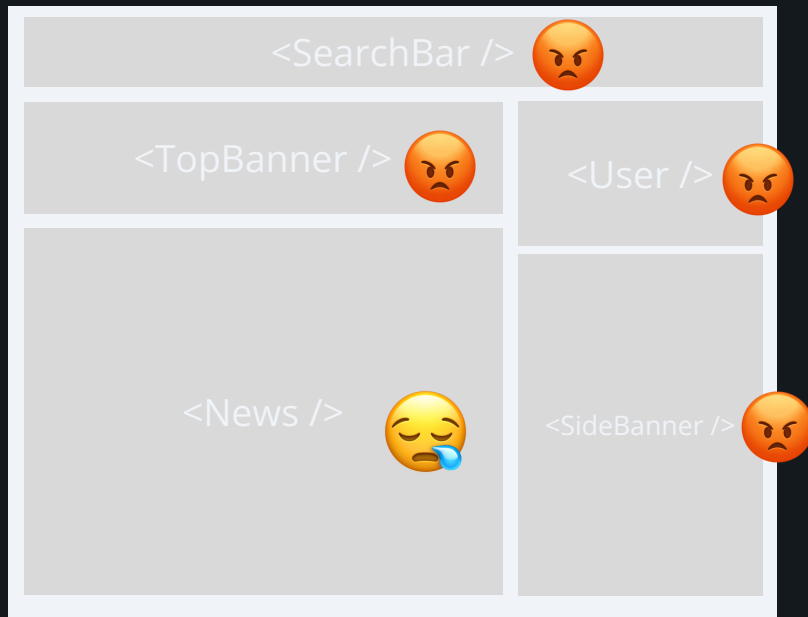 <SearchBar />
<TopBanner />
<User />
<News />
<SideBanner />